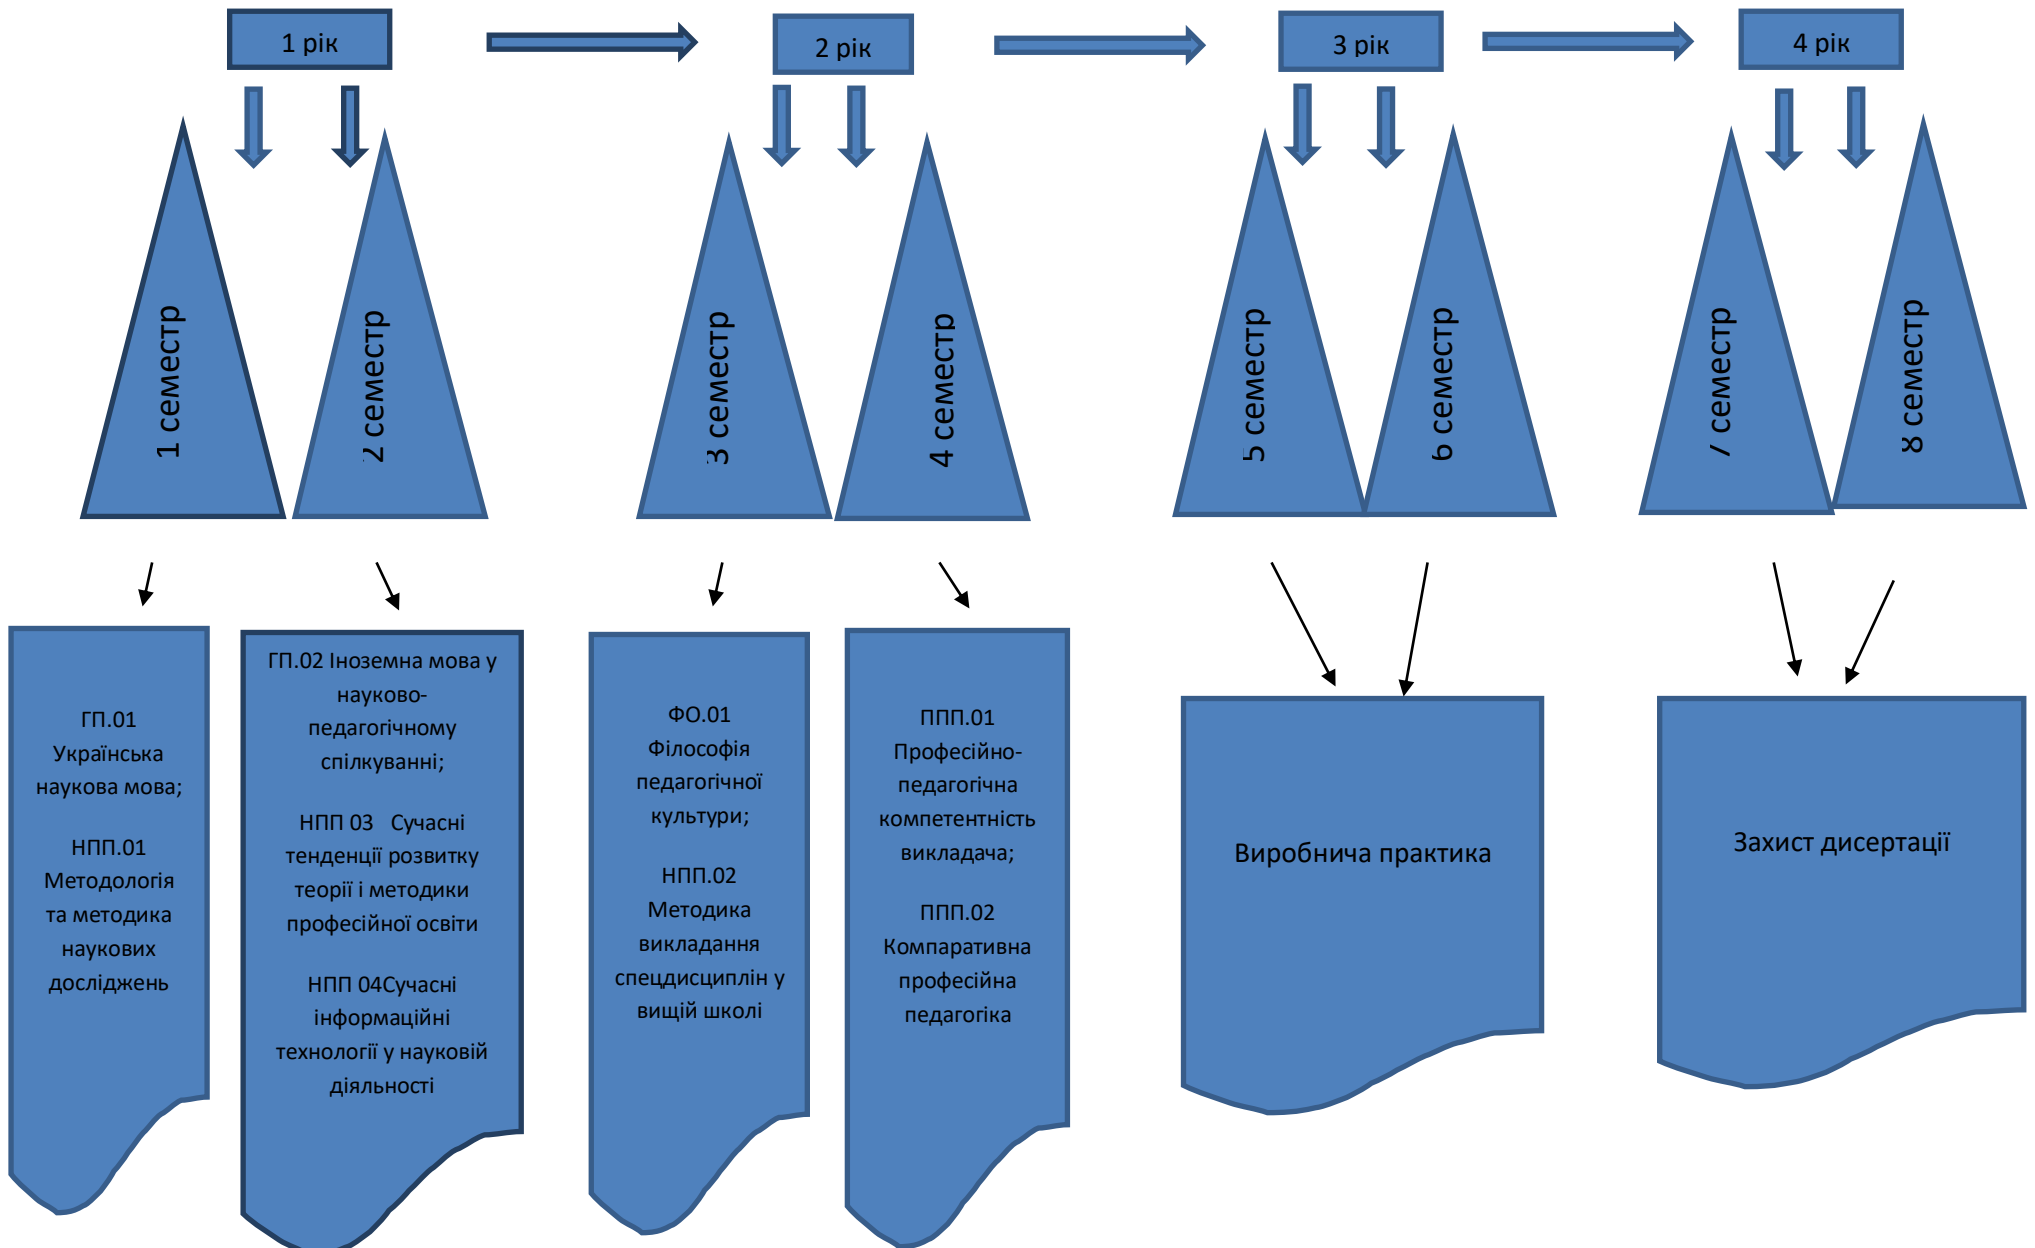 1 рік
2 рік
3 рік
4 рік
1 семестр
2 семестр
3 семестр
4 семестр
5 семестр
6 семестр
7 семестр
8 семестр
ГП.01
Українська
наукова мова;
НПП.01
Методологія
та методика
наукових
досліджень
ГП.02 Іноземна мова у
науково-
педагогічному
спілкуванні;
НПП 03 Сучасні
тенденції розвитку
теорії і методики
професійної освіти
НПП 04Сучасні
інформаційні
технології у науковій
діяльності
ФО.01
Філософія
педагогічної
культури;
НПП.02
Методика
викладання
спецдисциплін у
вищій школі
ППП.01
Професійно-
педагогічна
компетентність
викладача;
ППП.02
Компаративна
професійна
педагогіка
Виробнича практика
Захист дисертації